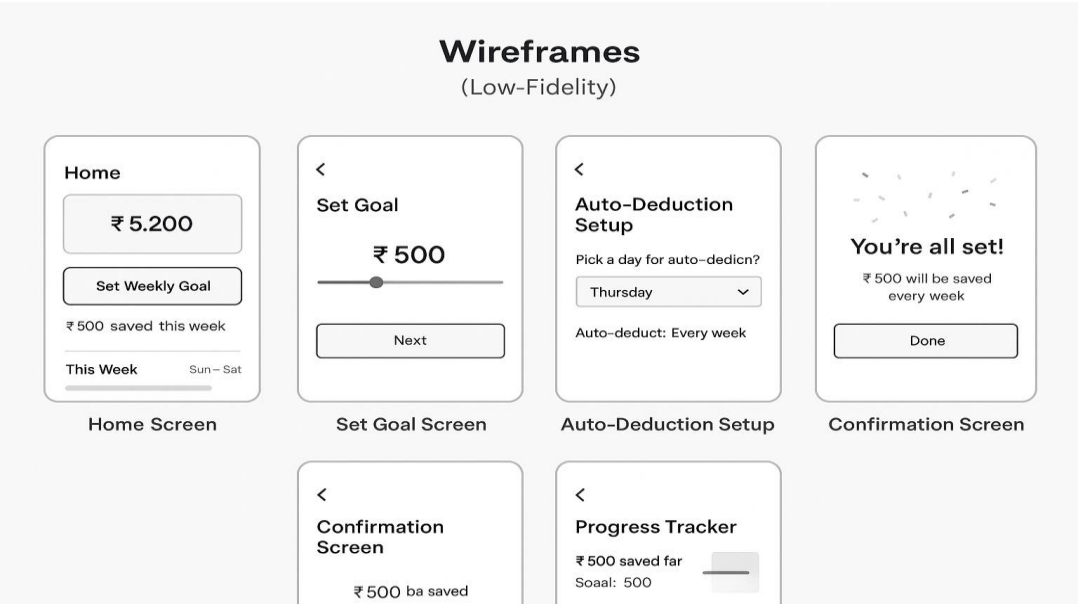 Wireframes
(Low-Fidelity)
Home
₹ 5.200
Set Weekly Goal
₹ 500 saved this week
This Week Sun – Sat
Home Screen
Set Goal
₹ 500
Next
Set Goal Screen
Auto-Deduction
Setup
Pick a day for auto-dedicn?
Thursday
Auto-deduct: Every week
Auto-Deduction Setup
You're all set!
₹ 500 will be saved
every week
Done
Confirmation Screen
Confirmation
Screen
₹ 500 ba saved
Progress Tracker
₹ 500 saved far
Soaal: 500